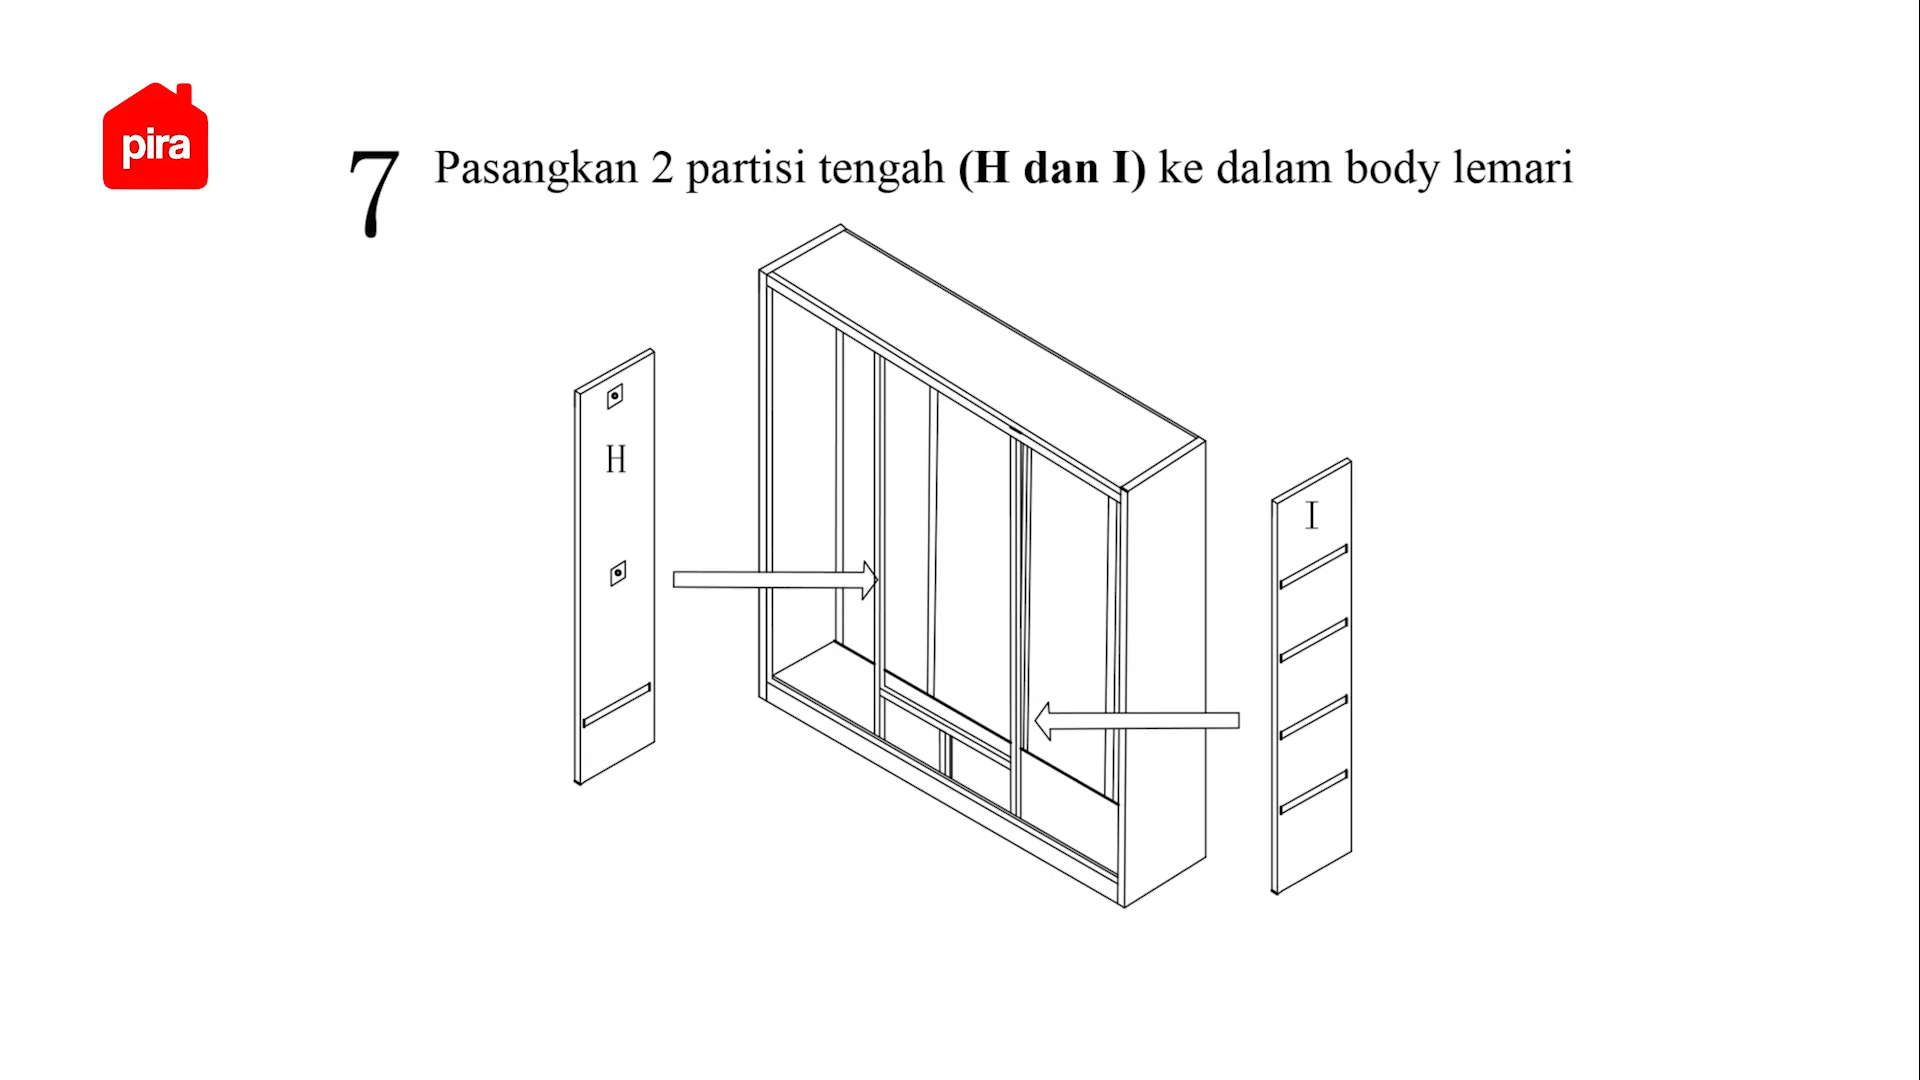 pira
7 Pasangkan 2 partisi tengah (H dan I) ke dalam body lemari
H
I